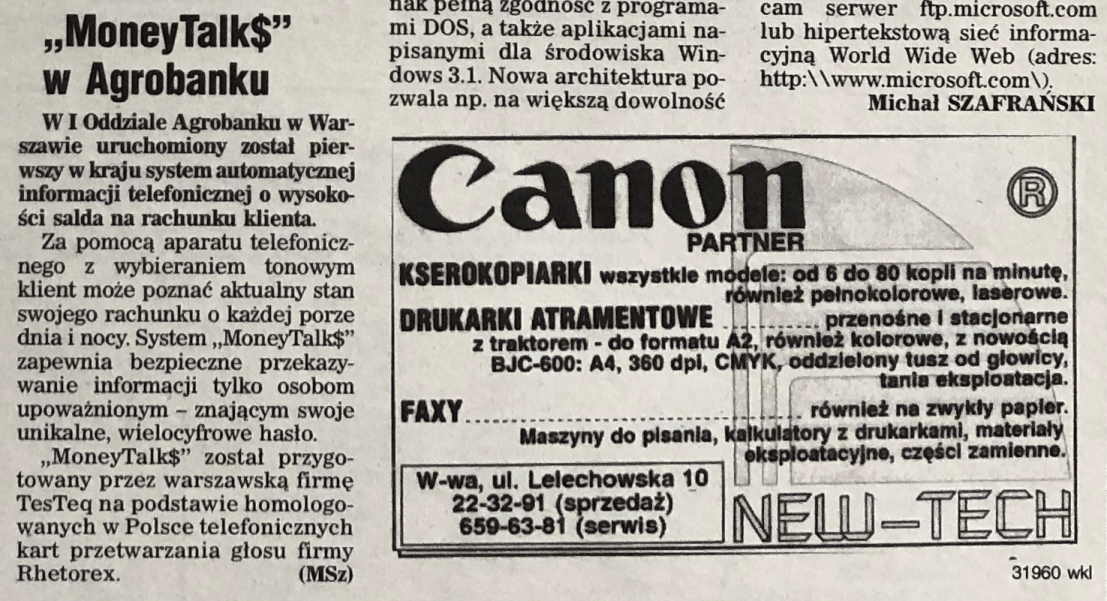 „MoneyTalk$”
w Agrobanku
W I Oddziale Agrobanku w War-
szawie uruchomiony został pier-
wszy w kraju system automatycznej
informacji telefonicznej o wysoko-
ści salda na rachunku klienta.
Za pomocą aparatu telefonicz-
nego z wybieraniem tonowym
klient może poznać aktualny stan
swojego rachunku o każdej porze
dnia i nocy. System „MoneyTalk$”
zapewnia bezpieczne przekazy-
wanie informacji tylko osobom
upoważnionym – znającym swoje
unikalne, wielocyfrowe hasło.
„MoneyTalk$” został przygo-
towany przez warszawską firmę
TesTeq na podstawie homologo-
wanych w Polsce telefonicznych
kart przetwarzania głosu firmy
Rhetorex. (MSz)
nak pełną zgodność z programa-
mi DOS, a także aplikacjami na-
pisanymi dla środowiska Win-
dows 3.1. Nowa architektura po-
zwala np. na większą dowolność
cam serwer ftp.microsoft.com
lub hipertekstową sieć informa-
cyjną World Wide Web (adres:
http:\\www.microsoft.com\).
Michał SZAFRAŃSKI
Canon ®
PARTNER
KSEROKOPIARKI wszystkie modele: od 6 do 80 kopii na minutę,
również pełnokolorowe, laserowe.
DRUKARKI ATRAMENTOWE .............. przenośne i stacjonarne
z traktorem - do formatu A2, również kolorowe, z nowością
BJC-600: A4, 360 dpi, CMYK, oddzielony tusz od głowicy,
tania eksploatacja.
FAXY................................................ również na zwykły papier.
Maszyny do pisania, kalkulatory z drukarkami, materiały
eksploatacyjne, części zamienne.
W-wa, ul. Lelechowska 10
22-32-91 (sprzedaż)
659-63-81 (serwis)
NEW-TECH
31960 wkl